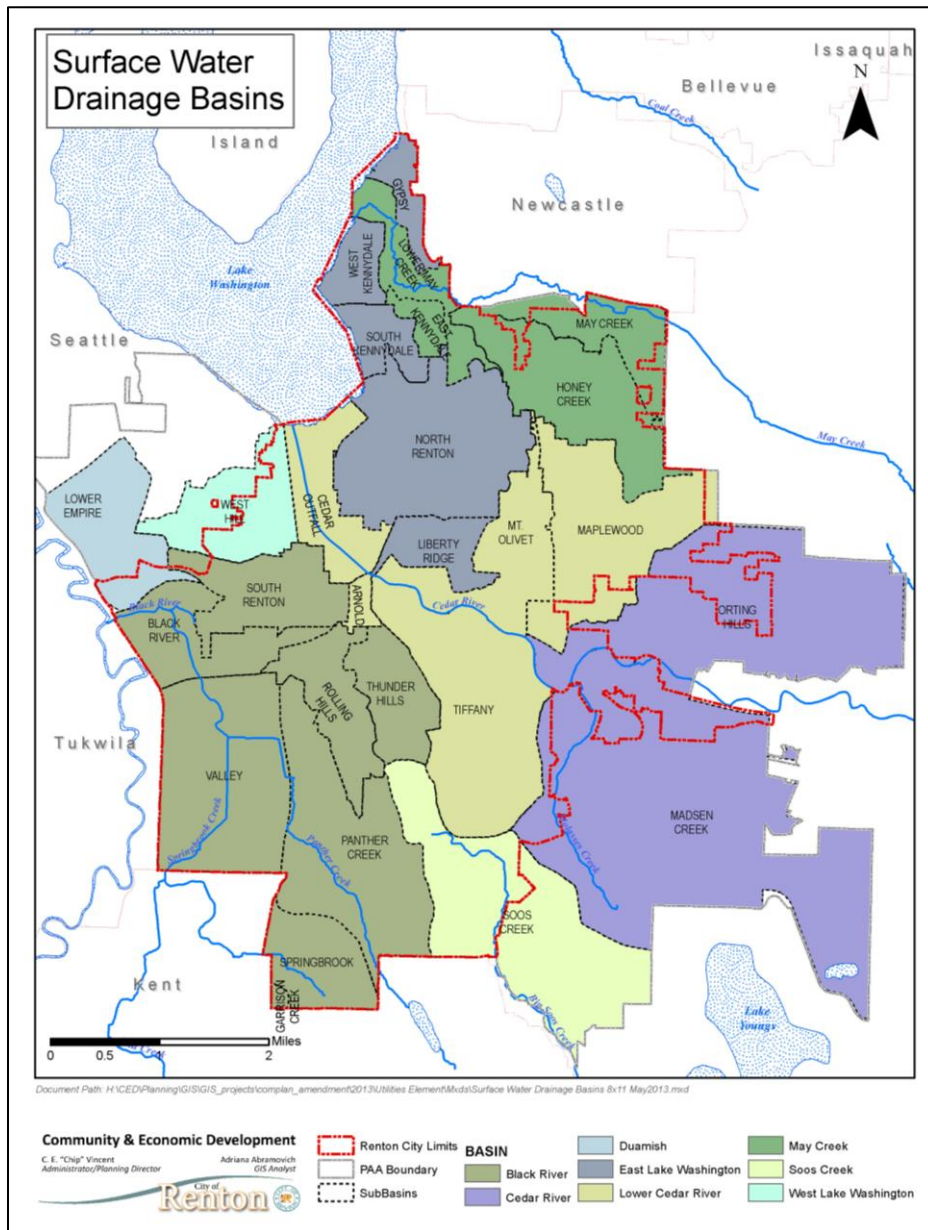 Surface Water
Drainage Basins
Issaquah
N
Bellevue
Coal Creek
Island
Newcastle
GYPSY
Lake
Washington
WEST
KENNYDALE
LOWER MAY
CREEK
EAST
KENNYDALE
MAY CREEK
SOUTH
KENNYDALE
Seattle
HONEY
CREEK
May Creek
NORTH
RENTON
LOWER
EMPIRE
WEST
HILL
CEDAR
OUTFALL
MT.
OLIVET
MAPLEWOOD
LIBERTY
RIDGE
SOUTH
RENTON
ARNOLD
Cedar River
ORTING
HILLS
Black River
BLACK
RIVER
ROLLING
HILLS
THUNDER
HILLS
TIFFANY
Tukwila
VALLEY
MADSEN
CREEK
Springbrook Creek
Panther Creek
PANTHER
CREEK
SOOS
CREEK
SPRINGBROOK
Kent
GARRISON
CREEK
Big Soos Creek
Lake
Youngs
Miles
0 0.5 1 2
Document Path: H:\CED\Planning\GIS\GIS_projects\complan_amendment\2013\Utilities Element\Mxds\Surface Water Drainage Basins 8x11 May2013.mxd
Community & Economic Development
C. E. "Chip" Vincent
Administrator/Planning Director
Adriana Abramovich
GIS Analyst
City of
Renton
Renton City Limits
PAA Boundary
SubBasins
BASIN
Black River
Cedar River
Duamish
East Lake Washington
Lower Cedar River
May Creek
Soos Creek
West Lake Washington